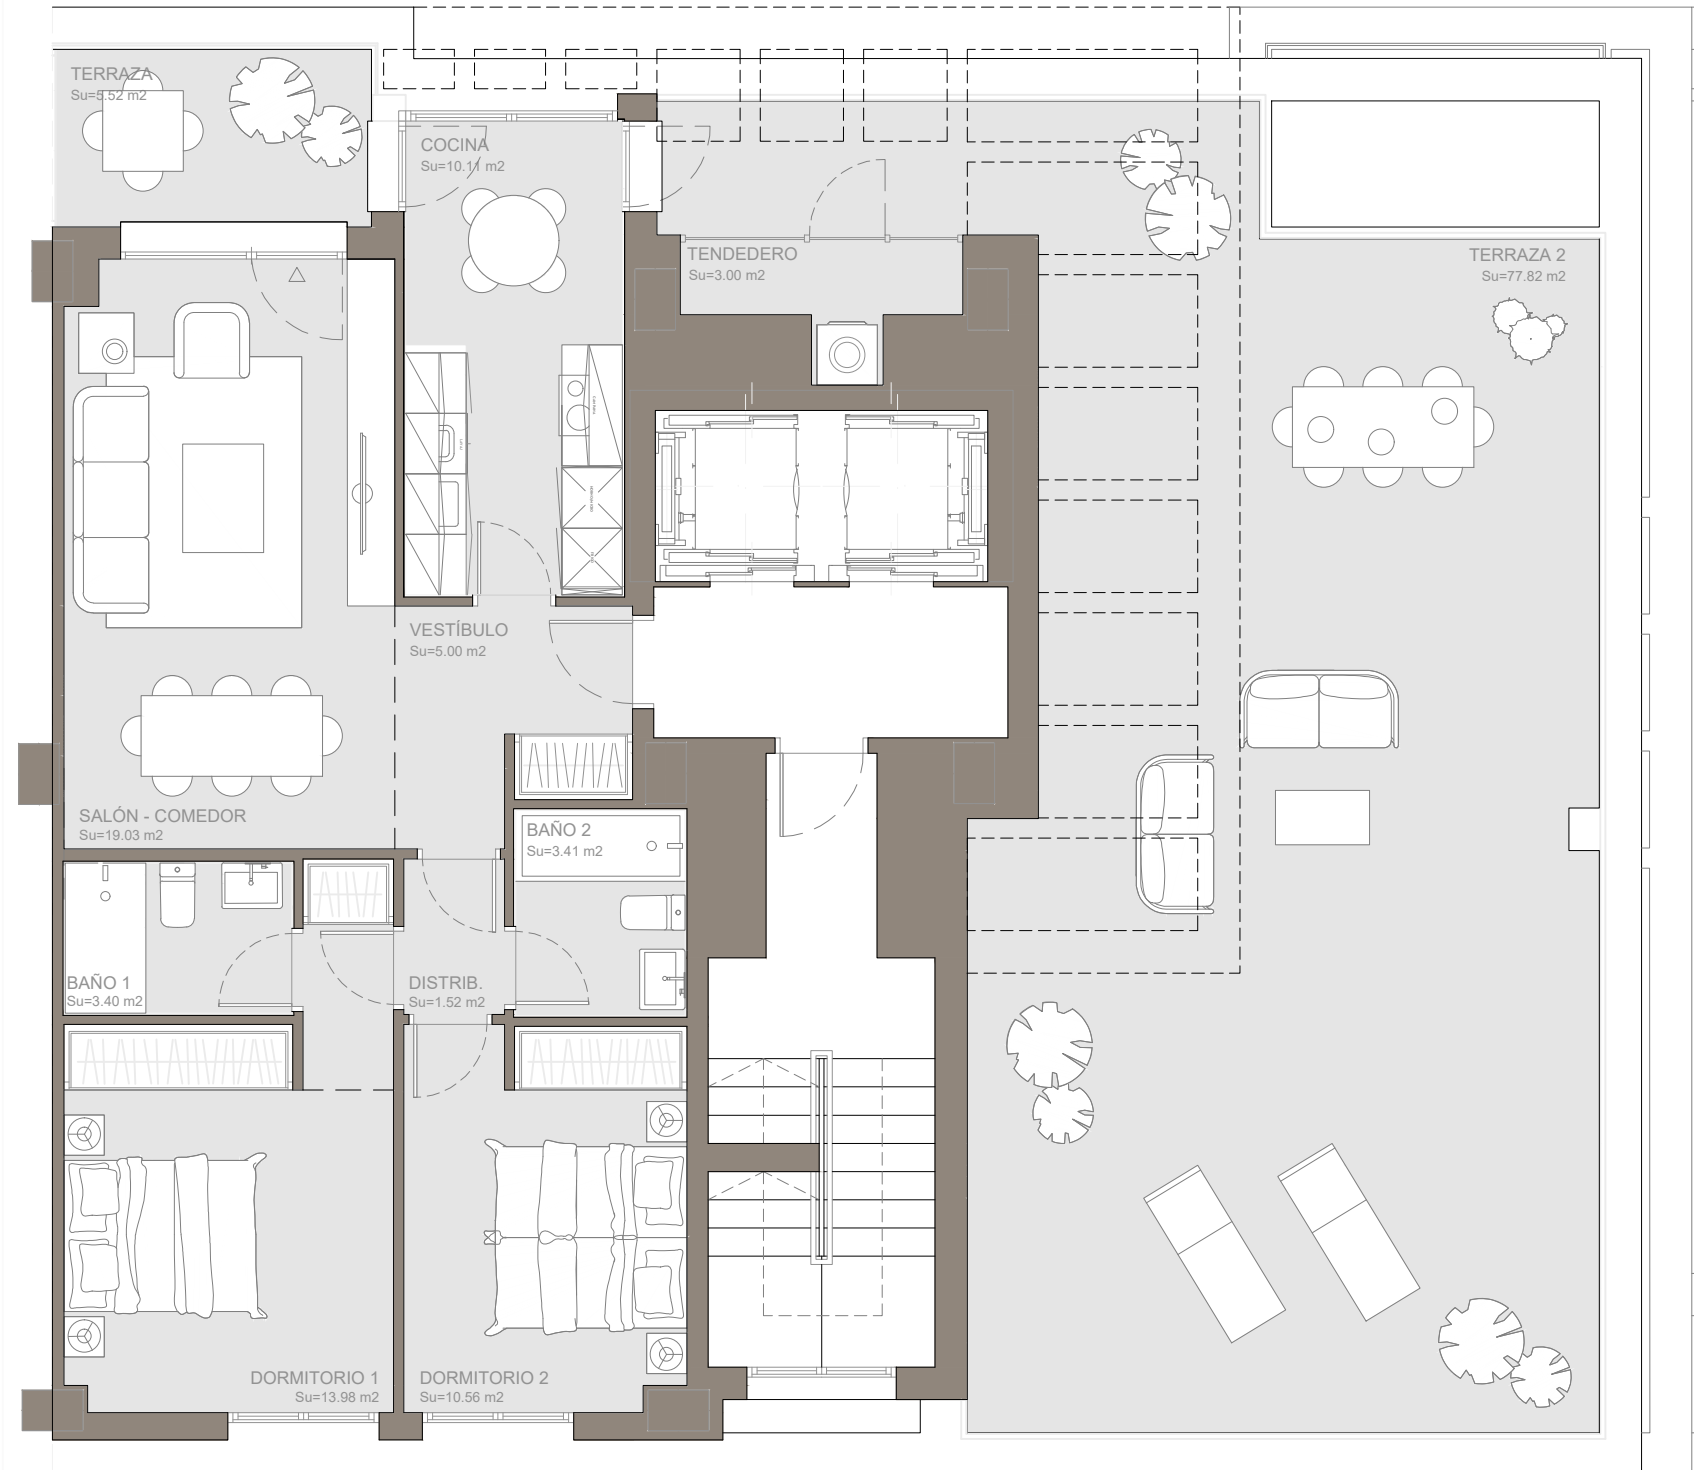 TERRAZA
Su=5.52 m2
COCINA
Su=10.11 m2
TENDEDERO
Su=3.00 m2
TERRAZA 2
Su=77.82 m2
VESTÍBULO
Su=5.00 m2
SALÓN - COMEDOR
Su=19.03 m2
BAÑO 2
Su=3.41 m2
BAÑO 1
Su=3.40 m2
DISTRIB.
Su=1.52 m2
DORMITORIO 1
Su=13.98 m2
DORMITORIO 2
Su=10.56 m2